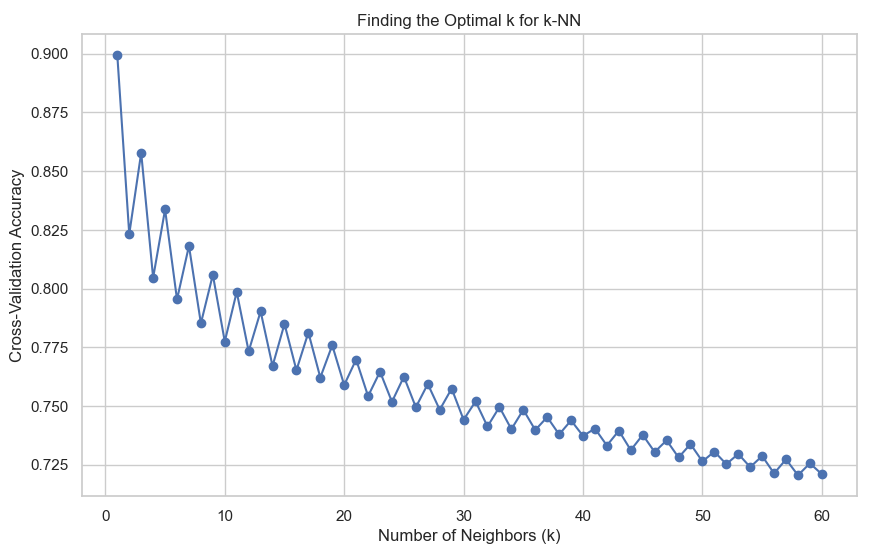 Finding the Optimal k for k-NN
0.900
0.875
0.850
0.825
0.800
0.775
0.750
0.725
Cross-Validation Accuracy
0 10 20 30 40 50 60
Number of Neighbors (k)